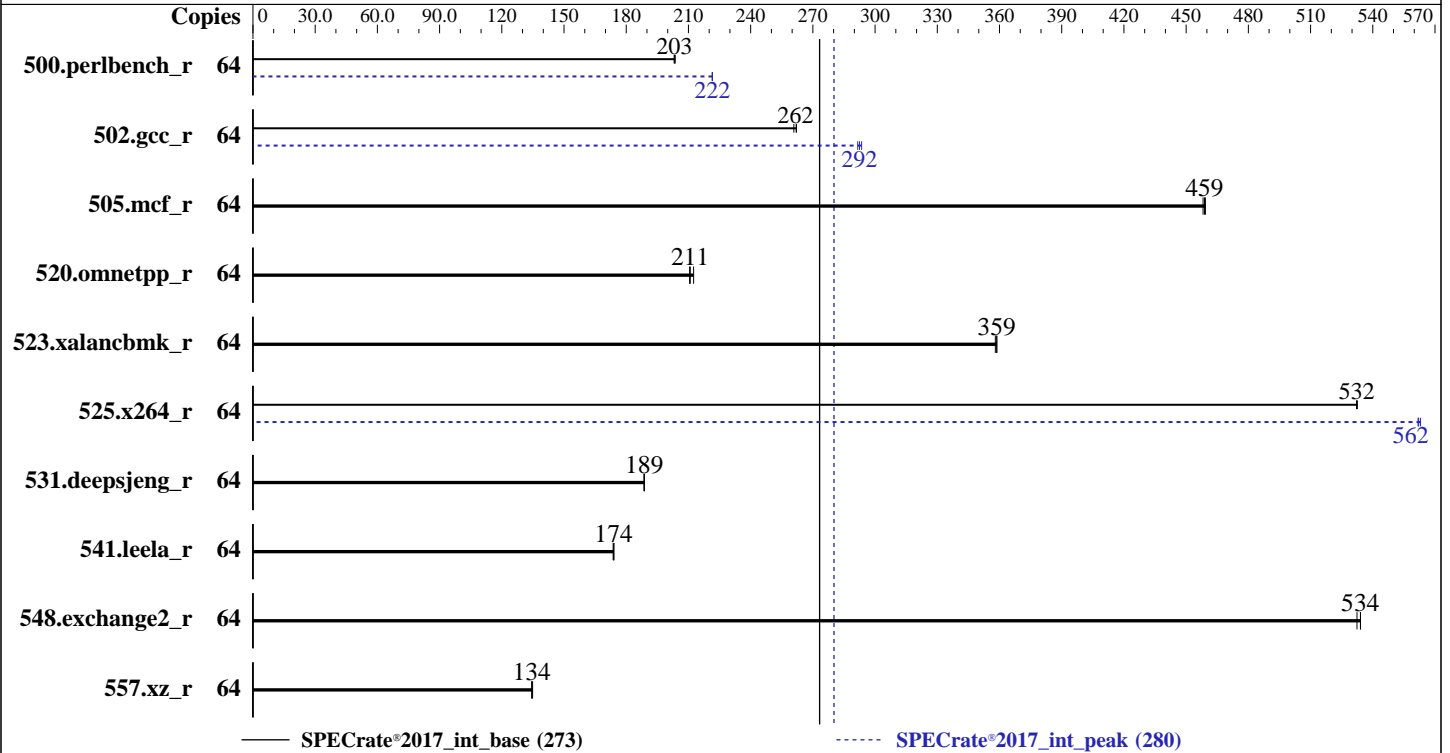 Copies 0 30.0 60.0 90.0 120 150 180 210 240 270 300 330 360 390 420 450 480 510 540 570
203
500.perlbench_r 64
222
262
502.gcc_r 64
292
459
505.mcf_r 64
211
520.omnetpp_r 64
359
523.xalancbmk_r 64
532
525.x264_r 64
562
189
531.deepsjeng_r 64
174
541.leela_r 64
534
548.exchange2_r 64
134
557.xz_r 64
SPECrate®2017_int_base (273) SPECrate®2017_int_peak (280)